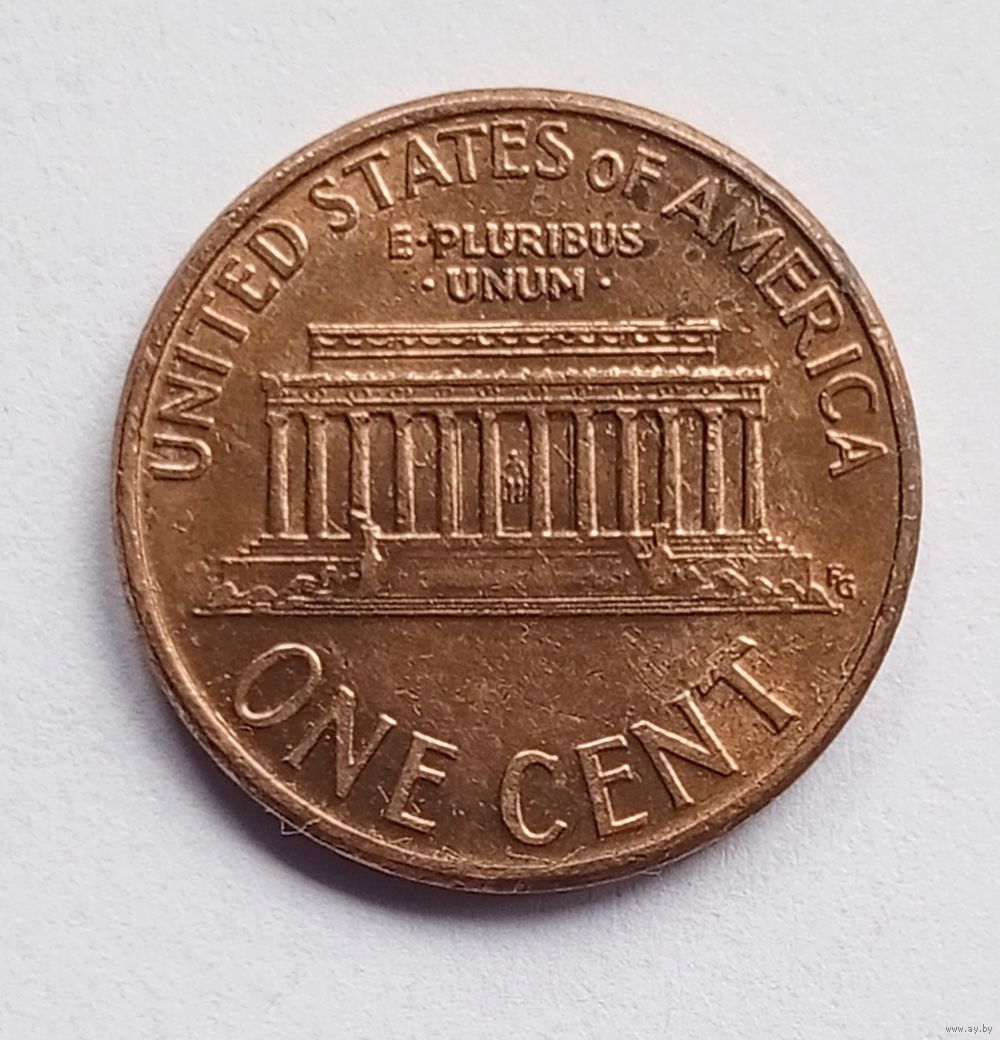 UNITED STATES OF AMERICA
E·PLURIBUS
·UNUM·
FG
ONE CENT
www.ay.by